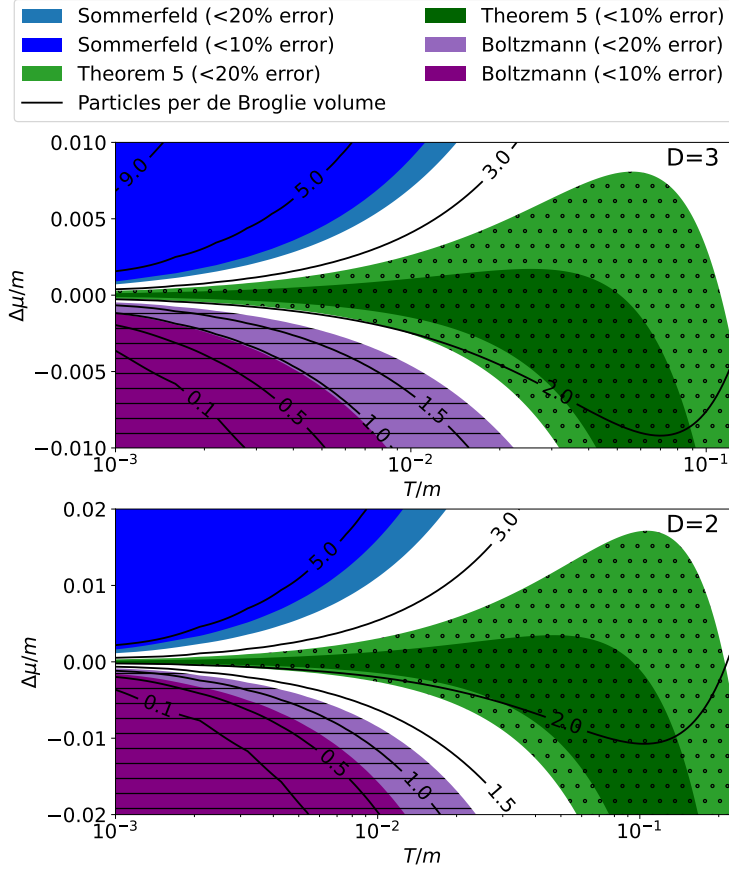 Sommerfeld (<20% error)
Sommerfeld (<10% error)
Theorem 5 (<20% error)
Particles per de Broglie volume
Theorem 5 (<10% error)
Boltzmann (<20% error)
Boltzmann (<10% error)
D=3
0.010
0.005
0.000
−0.005
−0.010
Δμ/m
9.0
5.0
3.0
2.0
1.5
1.0
0.5
0.1
10⁻³
10⁻²
10⁻¹
T/m
D=2
0.02
0.01
0.00
−0.01
−0.02
Δμ/m
5.0
3.0
2.0
1.5
1.0
0.5
0.1
10⁻³
10⁻²
10⁻¹
T/m